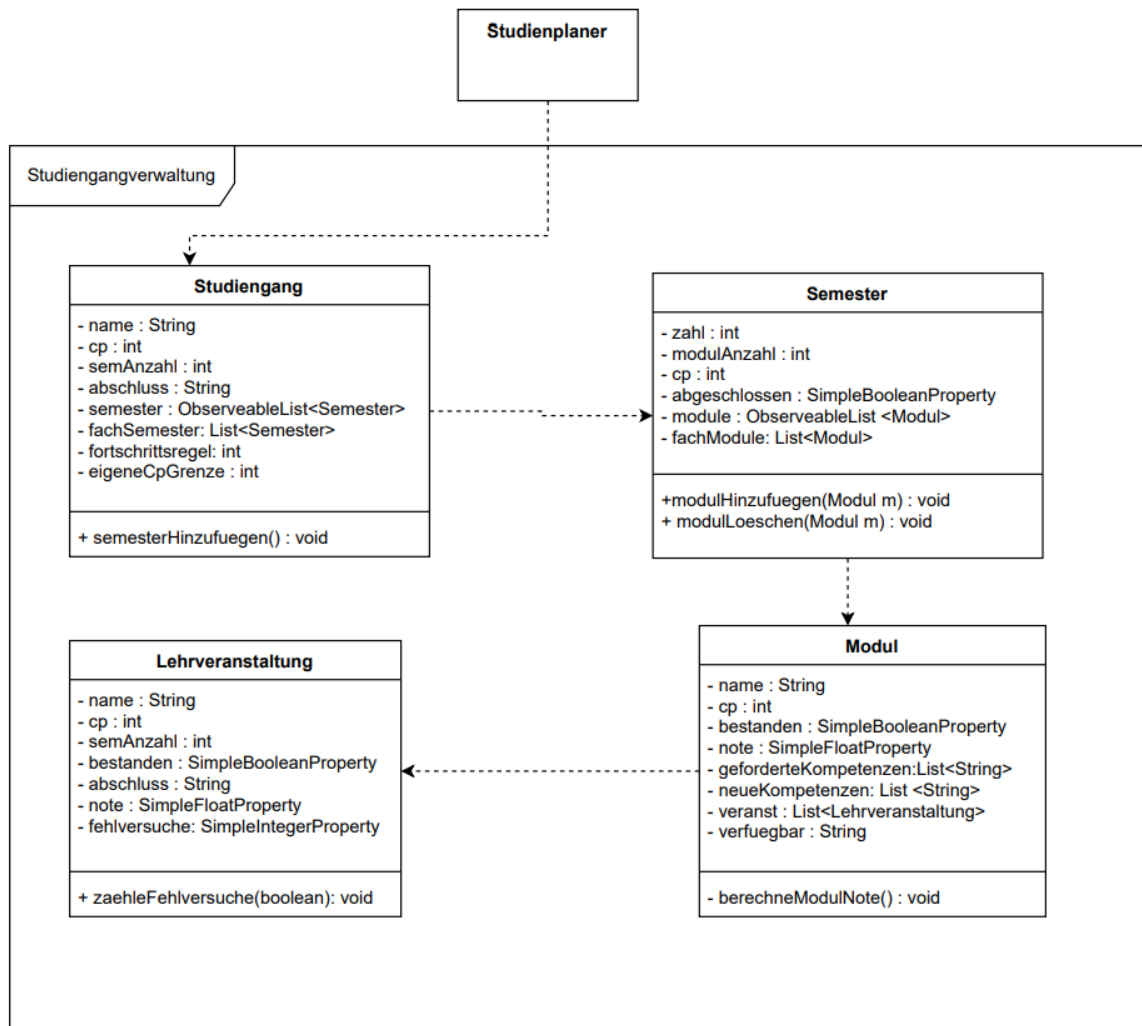 Studienplaner
Studiengangverwaltung
Studiengang
- name : String
- cp : int
- semAnzahl : int
- abschluss : String
- semester : ObserveableList<Semester>
- fachSemester: List<Semester>
- fortschrittsregel: int
- eigeneCpGrenze : int
+ semesterHinzufuegen() : void
Semester
- zahl : int
- modulAnzahl : int
- cp : int
- abgeschlossen : SimpleBooleanProperty
- module : ObserveableList <Modul>
- fachModule: List<Modul>
+modulHinzufuegen(Modul m) : void
+ modulLoeschen(Modul m) : void
Lehrveranstaltung
- name : String
- cp : int
- semAnzahl : int
- bestanden : SimpleBooleanProperty
- abschluss : String
- note : SimpleFloatProperty
- fehlversuche: SimpleIntegerProperty
+ zaehleFehlversuche(boolean): void
Modul
- name : String
- cp : int
- bestanden : SimpleBooleanProperty
- note : SimpleFloatProperty
- geforderteKompetenzen:List<String>
- neueKompetenzen: List <String>
- veranst : List<Lehrveranstaltung>
- verfuegbar : String
- berechneModulNote() : void